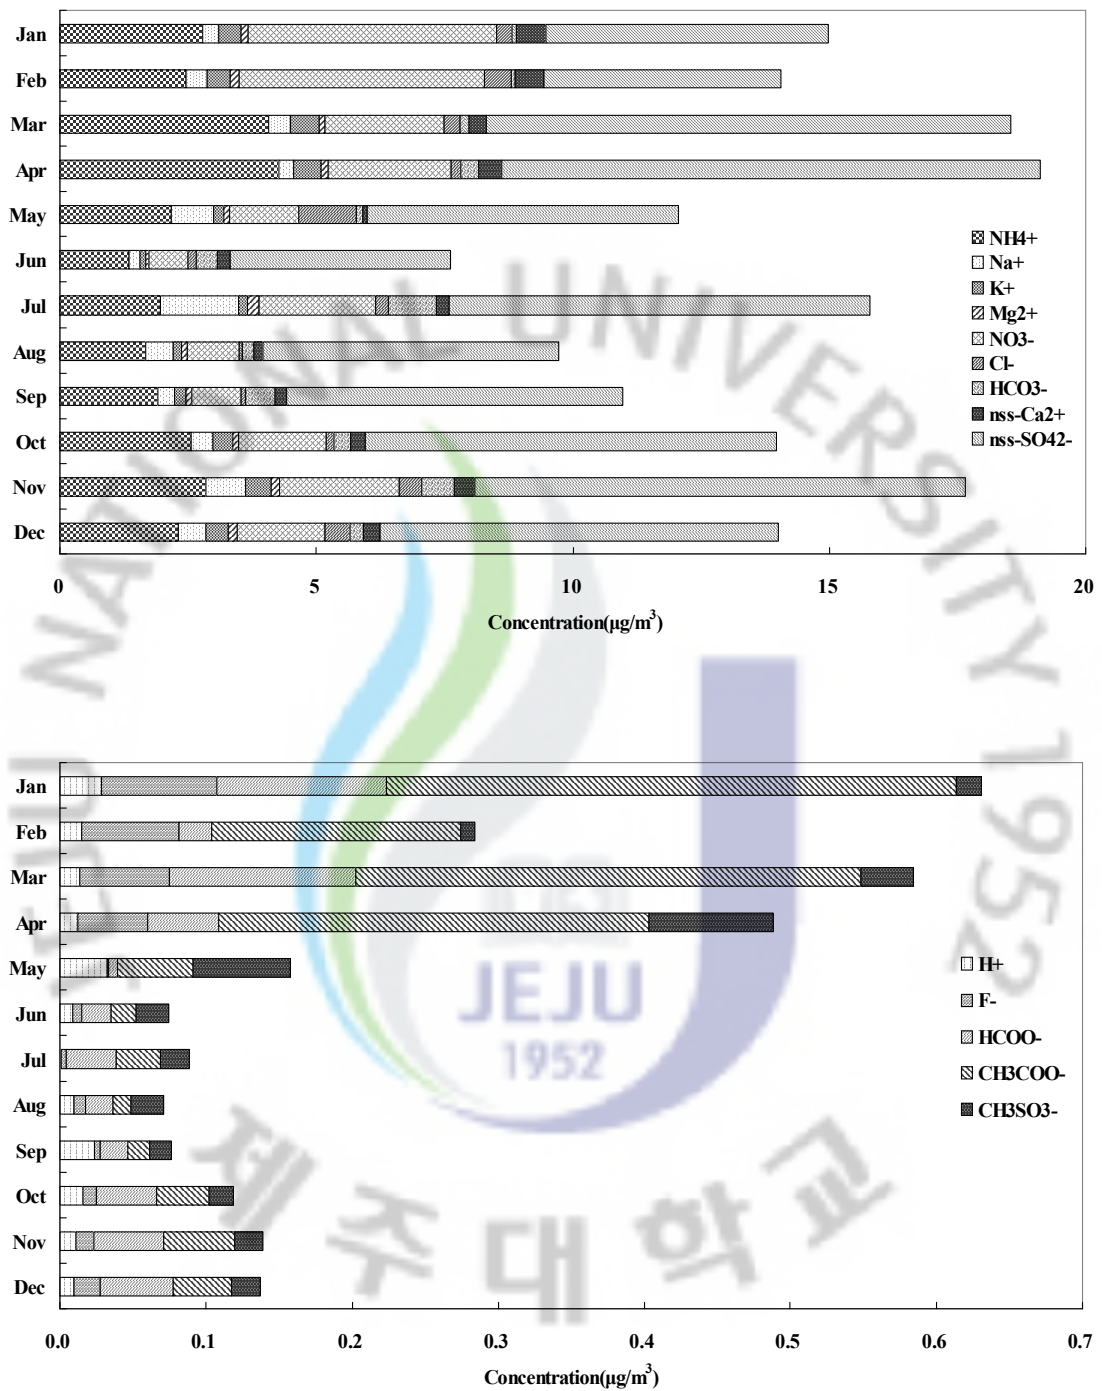 Jan
Feb
Mar
Apr
May
Jun
Jul
Aug
Sep
Oct
Nov
Dec
NH4+
Na+
K+
Mg2+
NO3-
Cl-
HCO3-
nss-Ca2+
nss-SO42-
0 5 10 15 20
Concentration(μg/m³)
Jan
Feb
Mar
Apr
May
Jun
Jul
Aug
Sep
Oct
Nov
Dec
H+
F-
HCOO-
CH3COO-
CH3SO3-
0.0 0.1 0.2 0.3 0.4 0.5 0.6 0.7
Concentration(μg/m³)
JEJU NATIONAL UNIVERSITY 1952
JEJU
1952
제주대학교